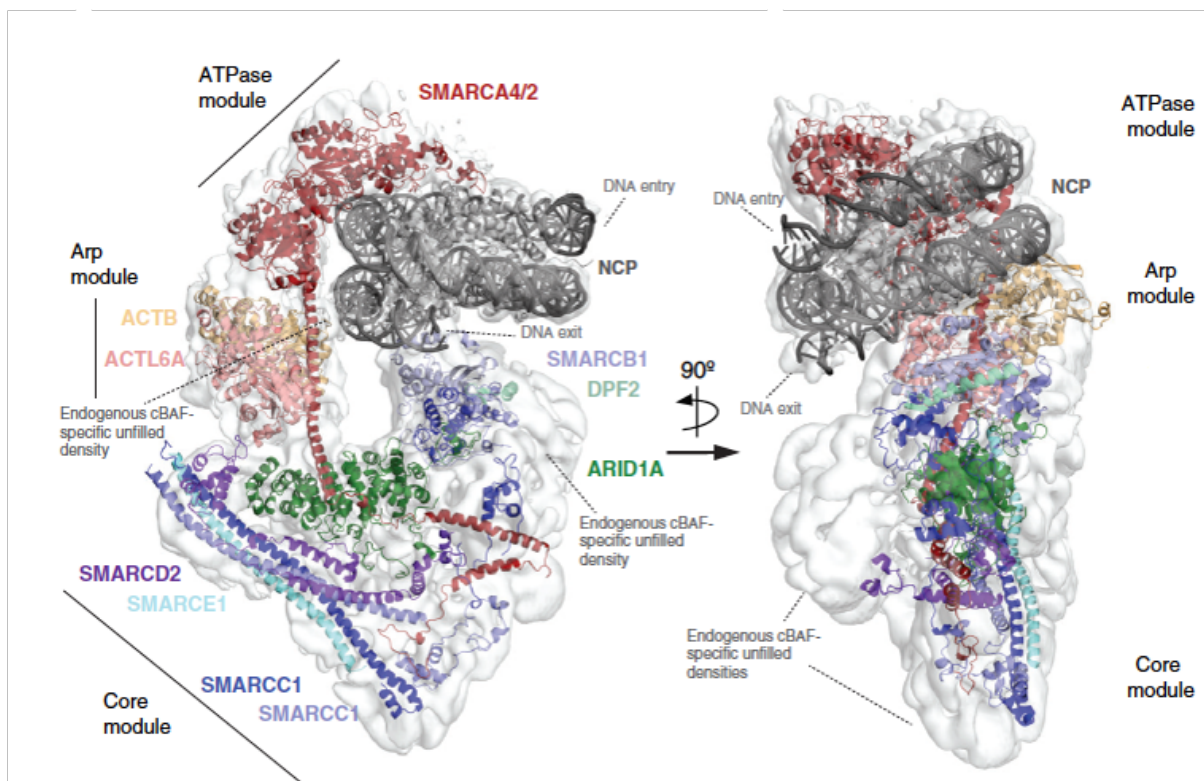 ATPase
module
SMARCA4/2
DNA entry
Arp
module
NCP
ACTB
DNA exit
ACTL6A
SMARCB1
DPF2
Endogenous cBAF-
specific unfilled
density
ARID1A
Endogenous cBAF-
specific unfilled
density
SMARCD2
SMARCE1
SMARCC1
SMARCC1
Core
module
90º
ATPase
module
NCP
DNA entry
Arp
module
DNA exit
Endogenous cBAF-
specific unfilled
densities
Core
module